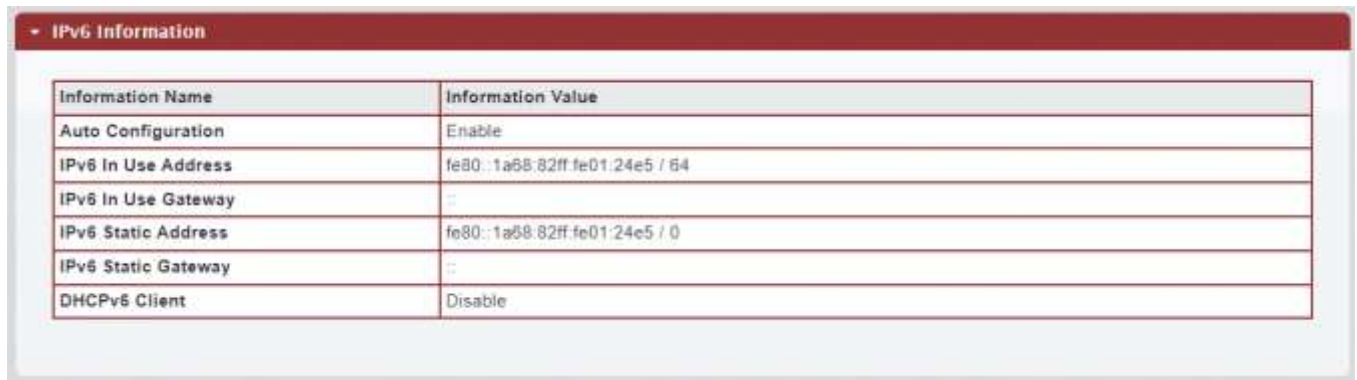 IPv6 Information
Information Name Information Value
Auto Configuration Enable
IPv6 In Use Address fe80::1a68:82ff:fe01:24e5 / 64
IPv6 In Use Gateway ::
IPv6 Static Address fe80::1a68:82ff:fe01:24e5 / 0
IPv6 Static Gateway ::
DHCPv6 Client Disable